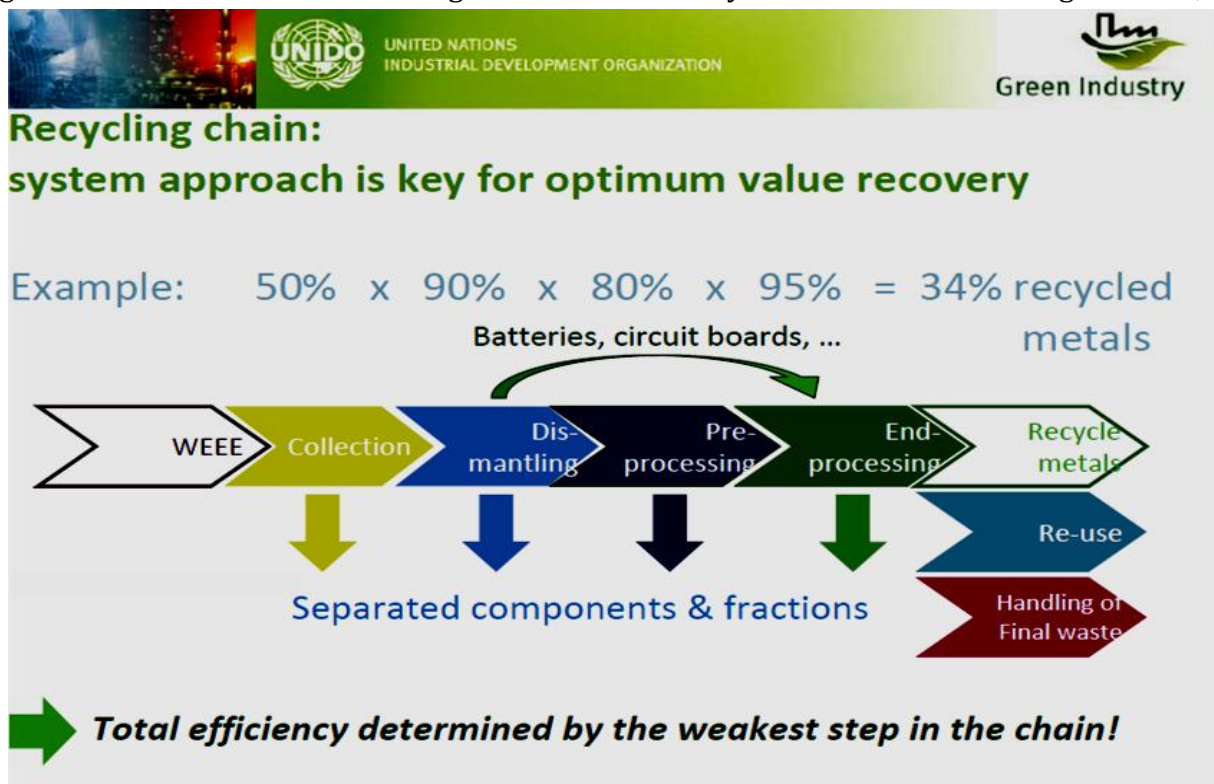 UNIDO
UNITED NATIONS
INDUSTRIAL DEVELOPMENT ORGANIZATION
Green Industry
Recycling chain:
system approach is key for optimum value recovery
Example: 50% x 90% x 80% x 95% = 34% recycled
metals
Batteries, circuit boards, ...
WEEE
Collection
Dis-
mantling
Pre-
processing
End-
processing
Recycle
metals
Re-use
Handling of
Final waste
Separated components & fractions
Total efficiency determined by the weakest step in the chain!